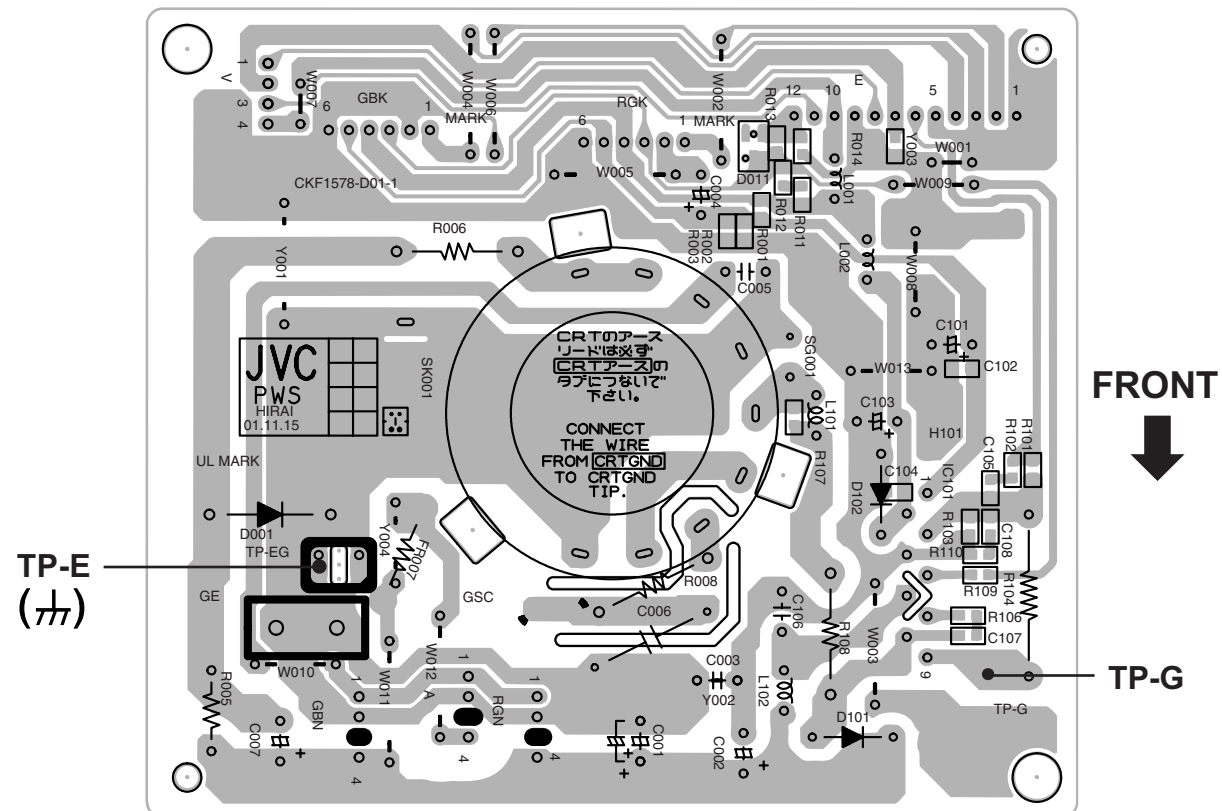 1
V
3
4
W007
GBK
6
1
W004
MARK
W006
RGK
6
1
W002
MARK
R013
12
10
E
5
1
R014
Y003
W001
CKF1578-D01-1
W005
C004
D011
L001
W009
R012
R011
R006
R003
R002
R001
L002
Y001
C005
W008
C101
C102
JVC
PWS
HIRAI
01.11.15
SK001
CRTのアース
リードは必ず
CRTアースの
タブにつないで
下さい。
CONNECT
THE WIRE
FROM CRTGND
TO CRTGND
TIP.
SG001
W013
L101
C103
FRONT
H101
R107
R102
R101
C105
UL MARK
D102
C104
1
IC101
D001
R103
C108
TP-EG
Y004
FR007
R110
TP-E
R008
R109
R104
GE
GSC
C006
C106
R108
W003
R106
C107
W010
W011
W012
1
1
1
C003
9
TP-G
R005
A
RGN
Y002
L102
GBN
TP-G
D101
C007
C001
C002
4
4
4